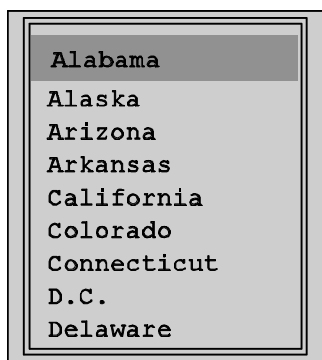 Alabama
Alaska
Arizona
Arkansas
California
Colorado
Connecticut
D.C.
Delaware